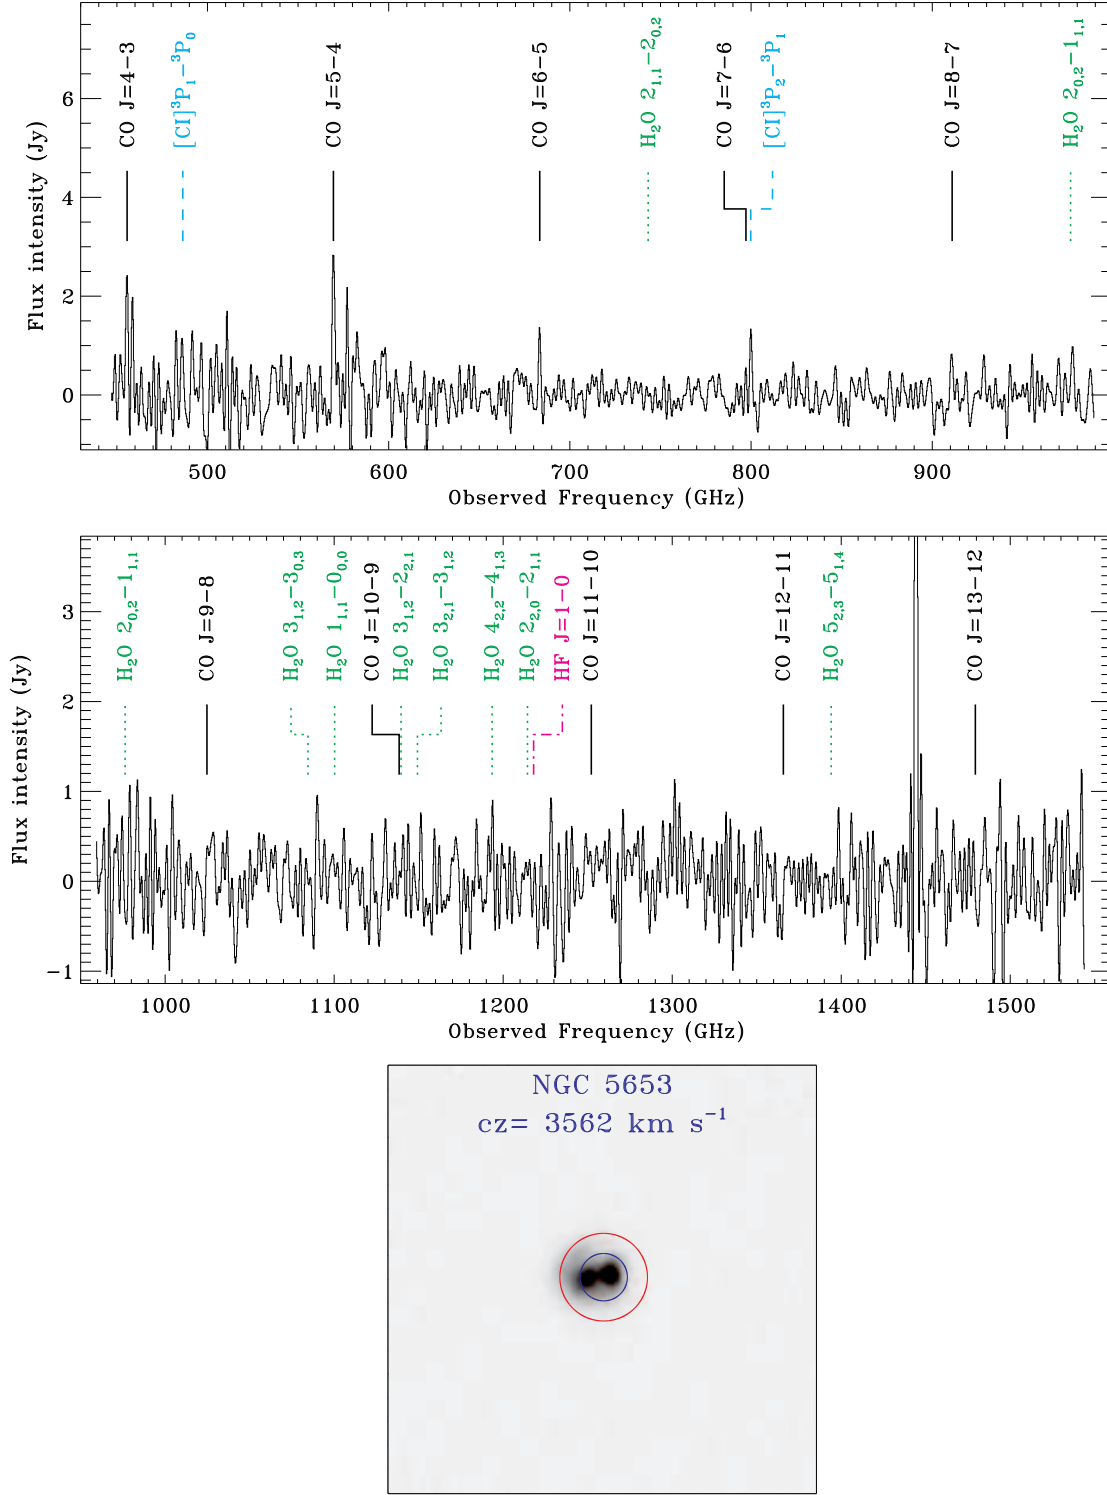 CO J=4−3
[CI]³P₁−³P₀
CO J=5−4
CO J=6−5
H₂O 2₁,₁−2₀,₂
CO J=7−6
[CI]³P₂−³P₁
CO J=8−7
H₂O 2₀,₂−1₁,₁
Flux intensity (Jy)
6
4
2
0
500 600 700 800 900
Observed Frequency (GHz)
H₂O 2₀,₂−1₁,₁
CO J=9−8
H₂O 3₁,₂−3₀,₃
H₂O 1₁,₁−0₀,₀
CO J=10−9
H₂O 3₁,₂−2₂,₁
H₂O 3₂,₁−3₁,₂
H₂O 4₂,₂−4₁,₃
H₂O 2₂,₀−2₁,₁
HF J=1−0
CO J=11−10
CO J=12−11
H₂O 5₂,₃−5₁,₄
CO J=13−12
Flux intensity (Jy)
3
2
1
0
−1
1000 1100 1200 1300 1400 1500
Observed Frequency (GHz)
NGC 5653
cz= 3562 km s⁻¹